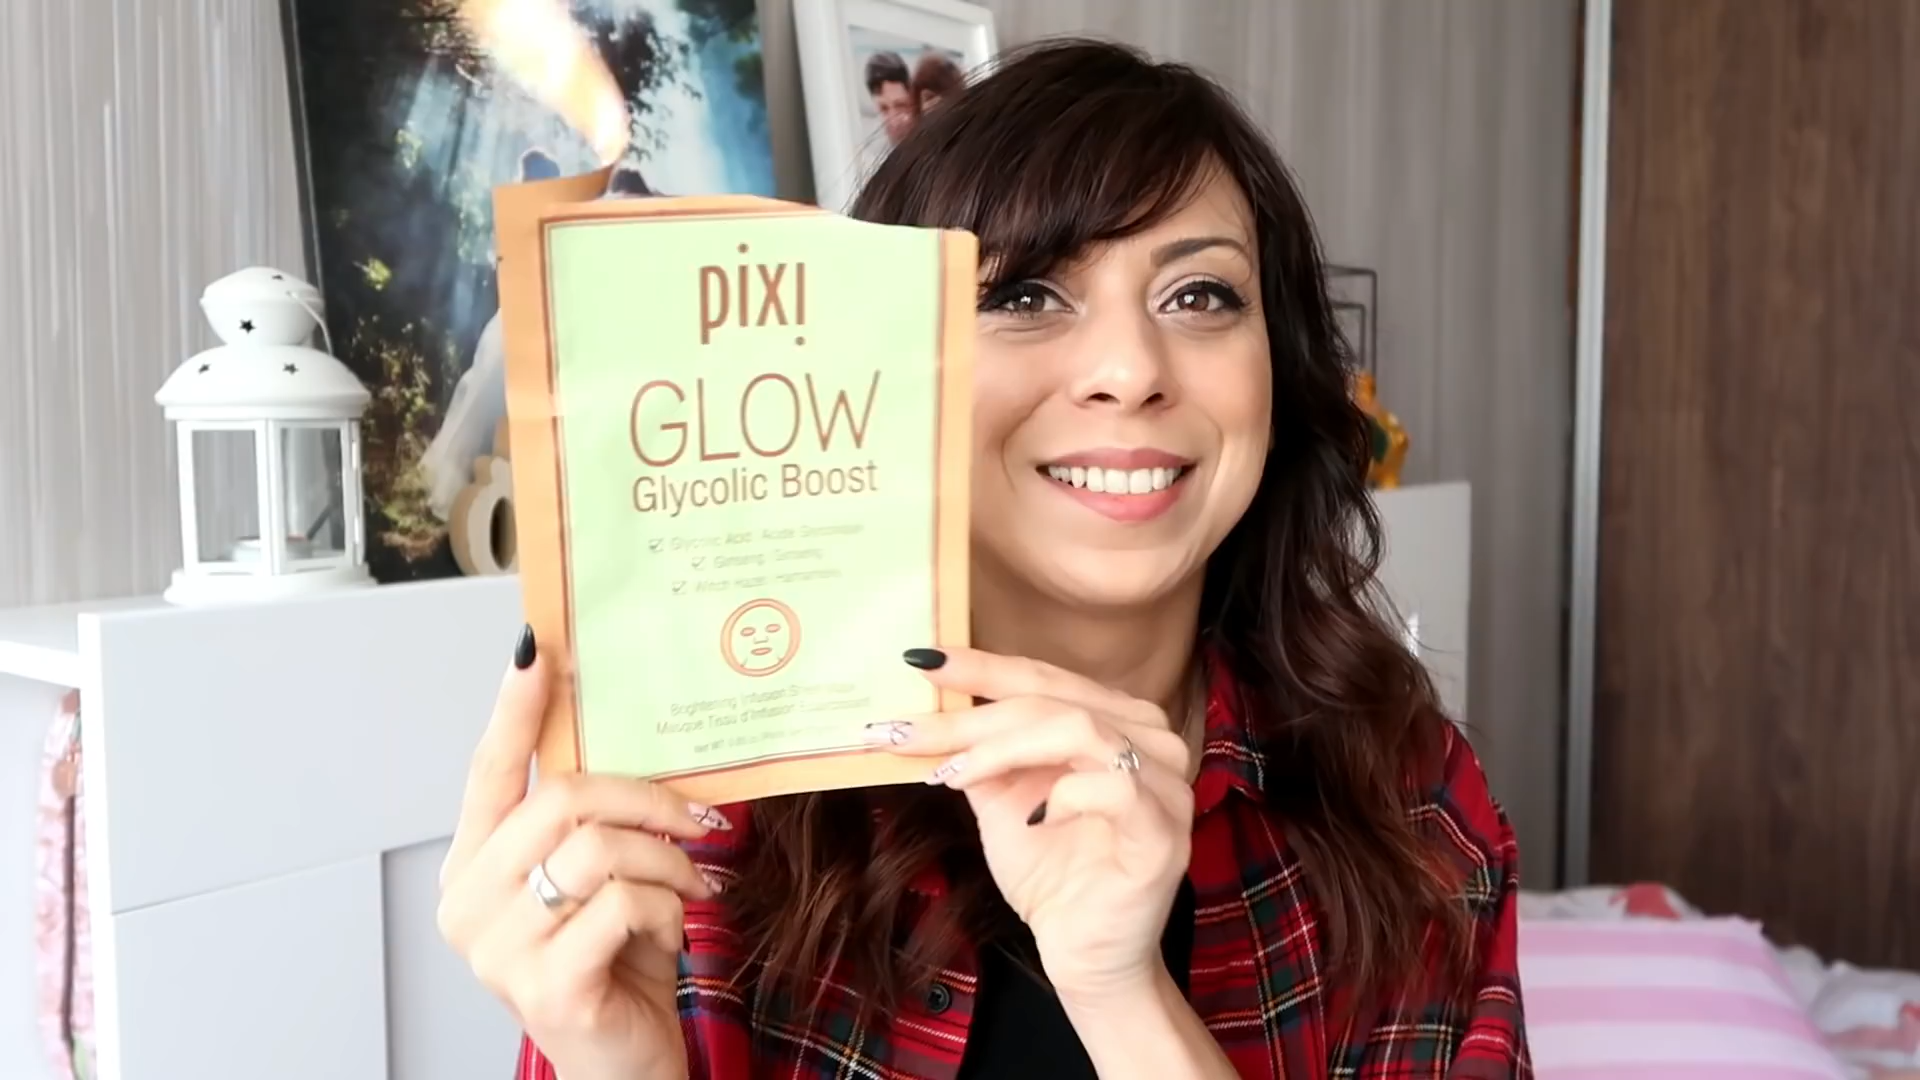 pixi
GLOW
Glycolic Boost
Glycolic Acid Acide Glycolique
Ginseng Ginseng
Witch Hazel Hamamélis
Brightening Infusion Sheet Mask
Masque Tissu d'Infusion Éclaircissant